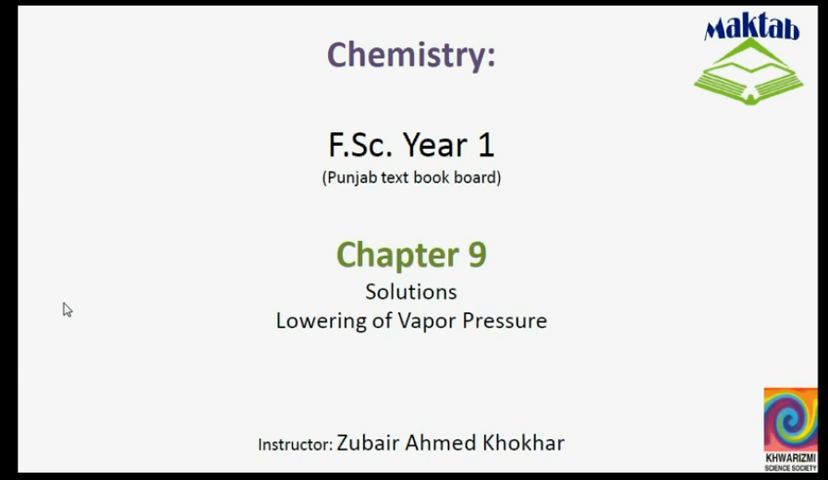 Maktab
Chemistry:
F.Sc. Year 1
(Punjab text book board)
Chapter 9
Solutions
Lowering of Vapor Pressure
Instructor: Zubair Ahmed Khokhar
KHWARIZMI
SCIENCE SOCIETY